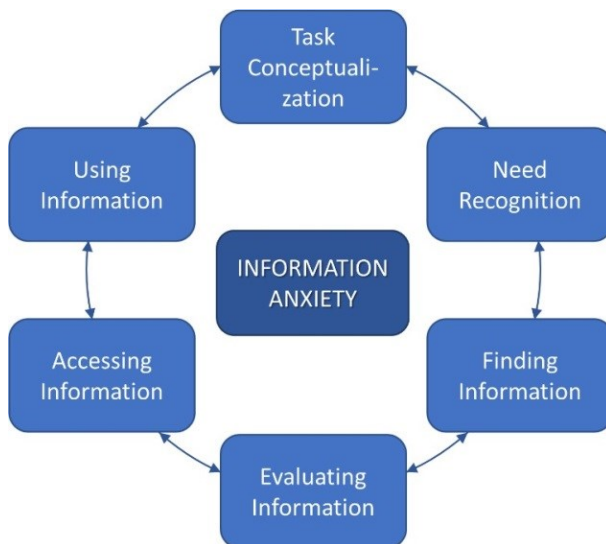 Task
Conceptuali-
zation
Using
Information
Need
Recognition
INFORMATION
ANXIETY
Accessing
Information
Finding
Information
Evaluating
Information